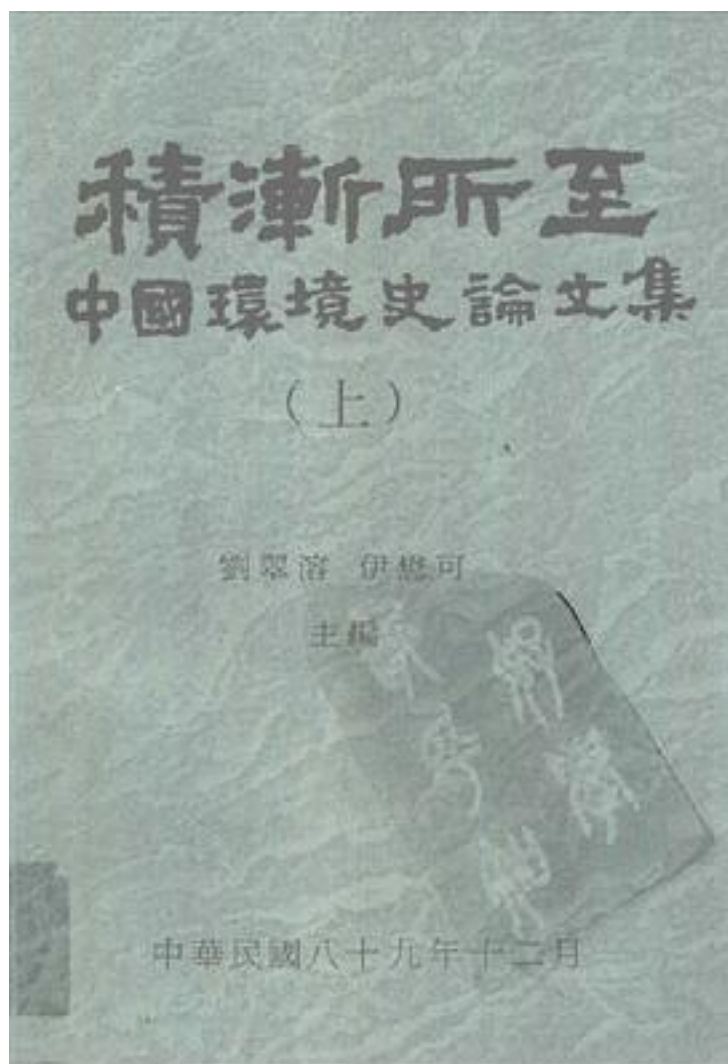 積漸所至
中國環境史論文集
（上）
劉翠溶 伊懋可
主編
中華民國八十九年十二月